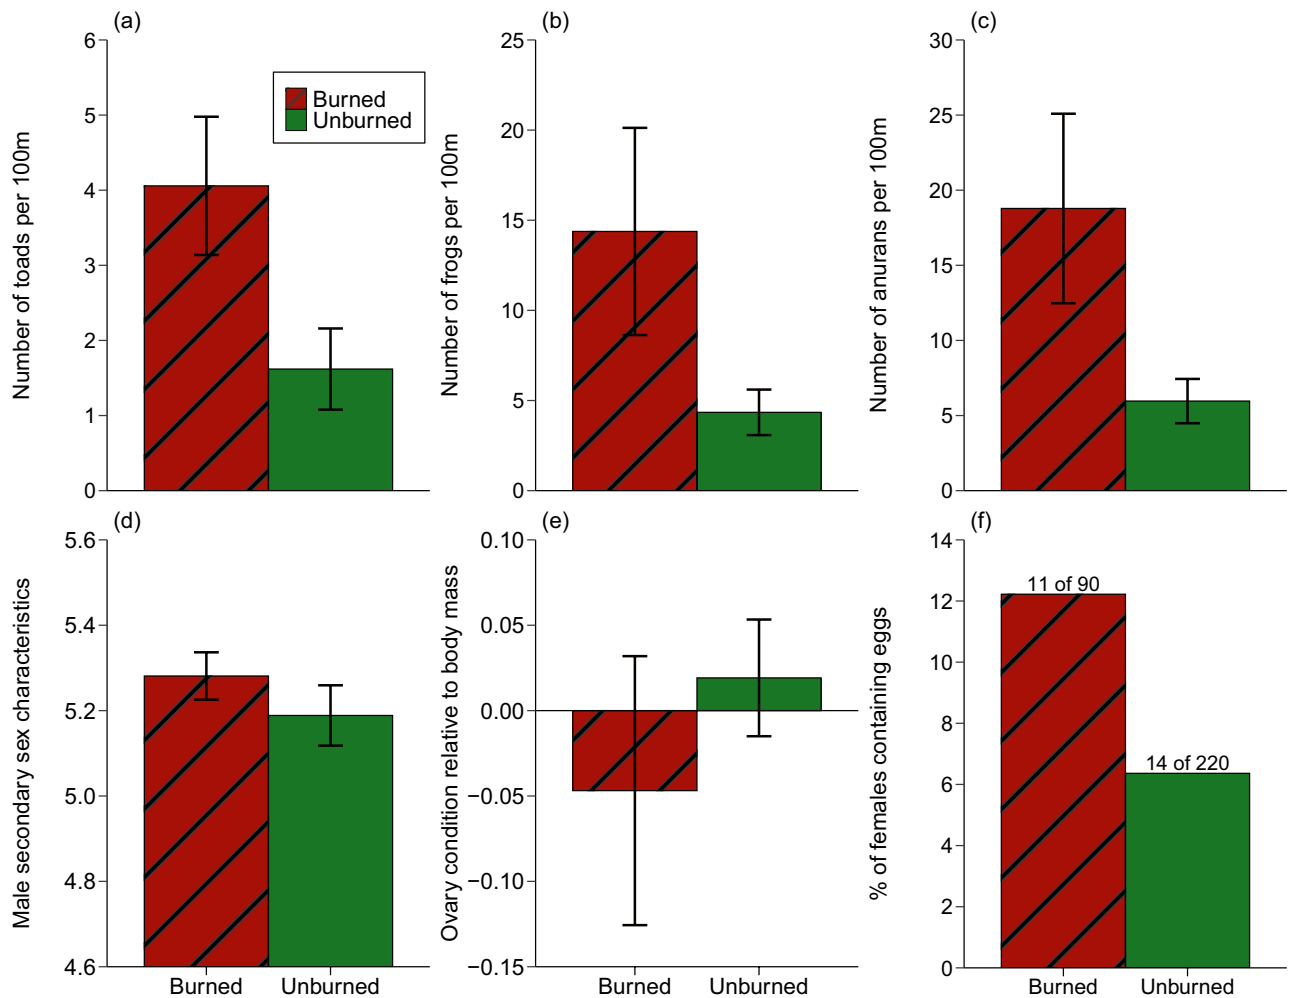 (a)
Number of toads per 100m
6
5
4
3
2
1
0
Burned
Unburned
(b)
Number of frogs per 100m
25
20
15
10
5
0
(c)
Number of anurans per 100m
30
25
20
15
10
5
0
(d)
Male secondary sex characteristics
5.6
5.4
5.2
5.0
4.8
4.6
Burned
Unburned
(e)
Ovary condition relative to body mass
0.10
0.05
0.00
−0.05
−0.10
−0.15
Burned
Unburned
(f)
% of females containing eggs
14
12
10
8
6
4
2
0
11 of 90
14 of 220
Burned
Unburned